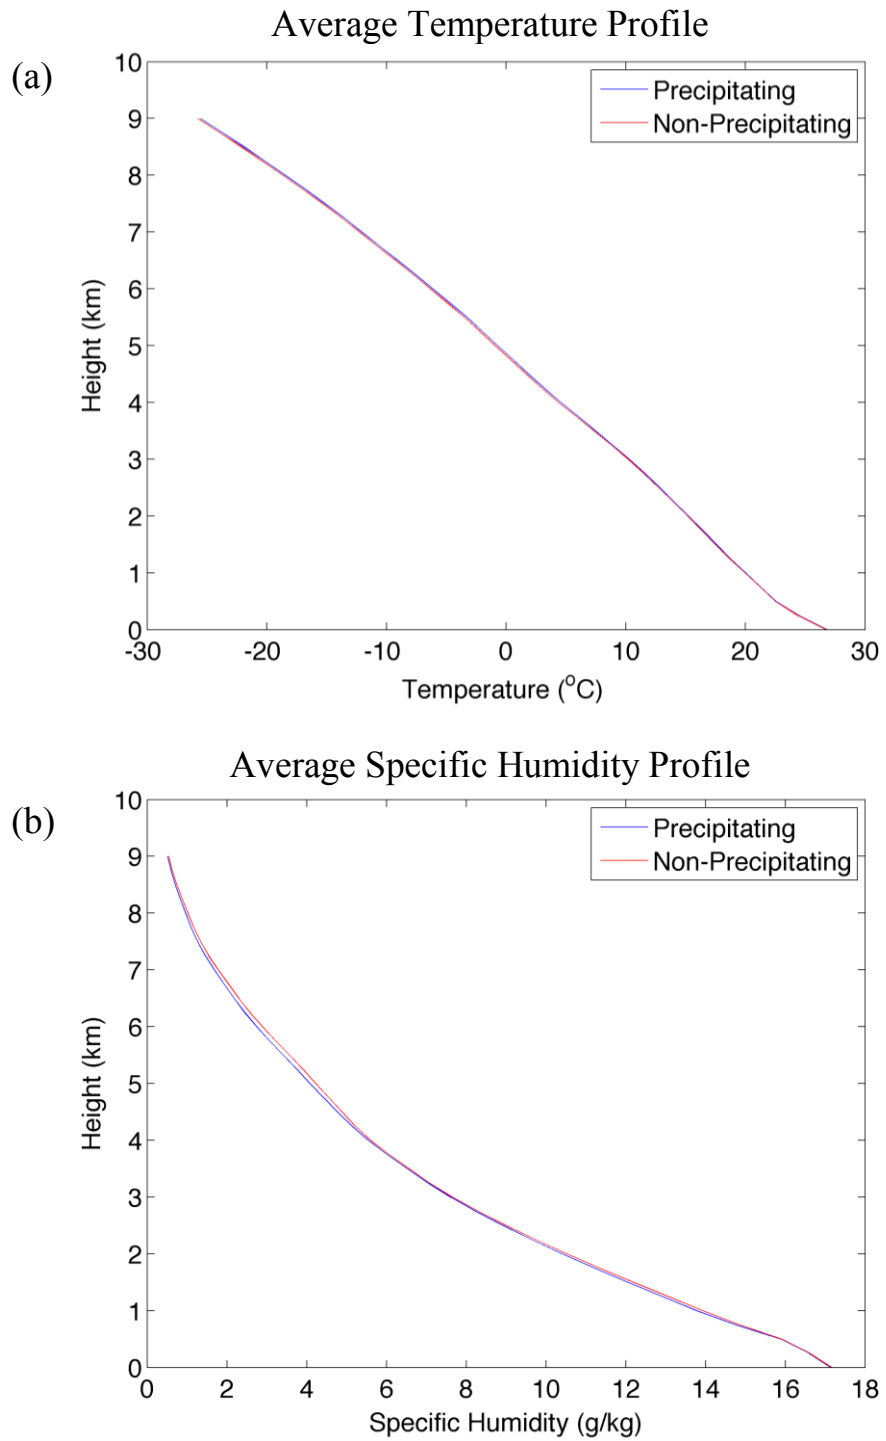 Average Temperature Profile
(a)
10
9
8
7
6
5
4
3
2
1
0
Height (km)
Precipitating
Non-Precipitating
-30 -20 -10 0 10 20 30
Temperature (°C)
Average Specific Humidity Profile
(b)
10
9
8
7
6
5
4
3
2
1
0
Height (km)
Precipitating
Non-Precipitating
0 2 4 6 8 10 12 14 16 18
Specific Humidity (g/kg)